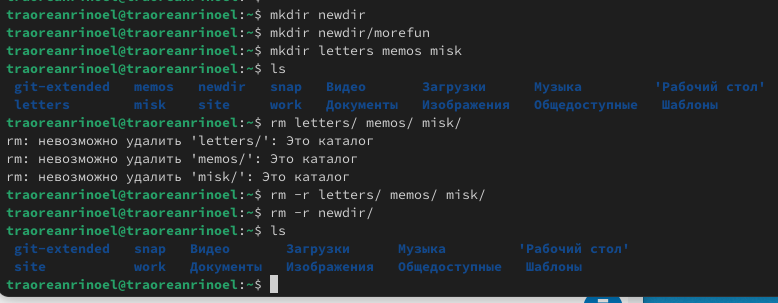 traoreanrinoel@traoreanrinoel:~$ mkdir newdir
traoreanrinoel@traoreanrinoel:~$ mkdir newdir/morefun
traoreanrinoel@traoreanrinoel:~$ mkdir letters memos misk
traoreanrinoel@traoreanrinoel:~$ ls
git-extended memos newdir snap Видео Загрузки Музыка 'Рабочий стол'
letters misk site work Документы Изображения Общедоступные Шаблоны
traoreanrinoel@traoreanrinoel:~$ rm letters/ memos/ misk/
rm: невозможно удалить 'letters/': Это каталог
rm: невозможно удалить 'memos/': Это каталог
rm: невозможно удалить 'misk/': Это каталог
traoreanrinoel@traoreanrinoel:~$ rm -r letters/ memos/ misk/
traoreanrinoel@traoreanrinoel:~$ rm -r newdir/
traoreanrinoel@traoreanrinoel:~$ ls
git-extended snap Видео Загрузки Музыка 'Рабочий стол'
site work Документы Изображения Общедоступные Шаблоны
traoreanrinoel@traoreanrinoel:~$